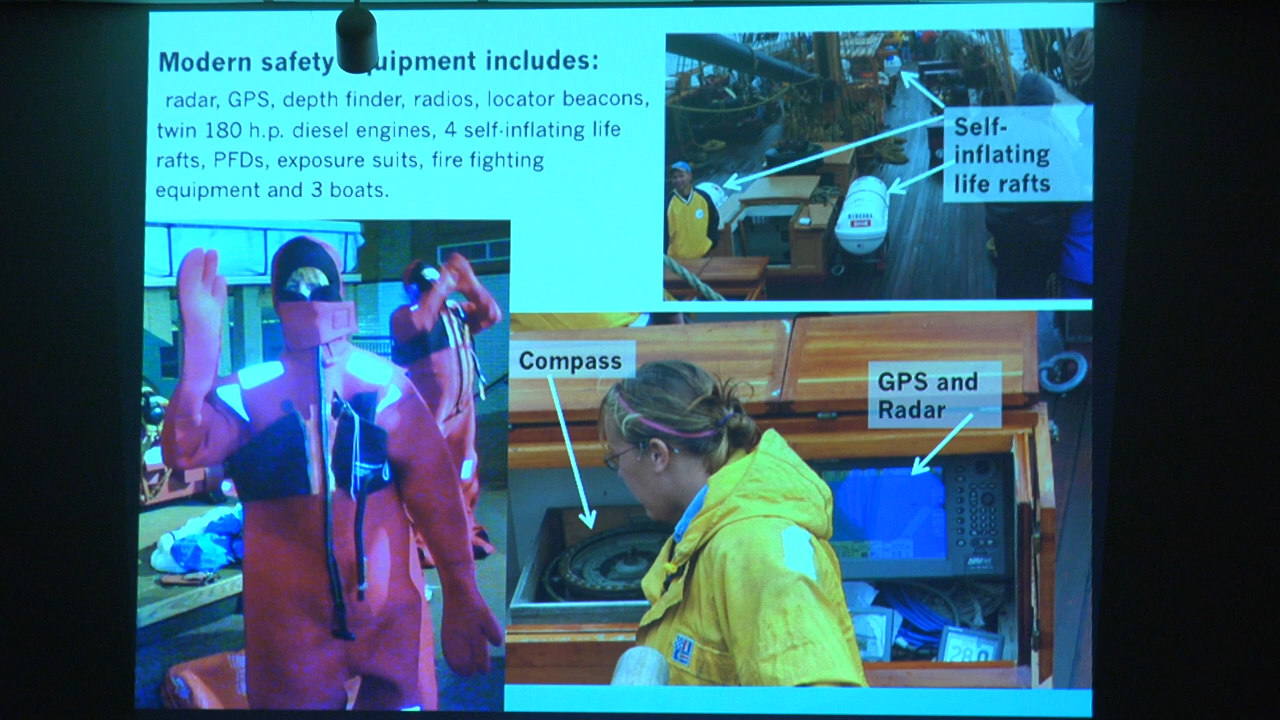 Modern safety equipment includes:
radar, GPS, depth finder, radios, locator beacons,
twin 180 h.p. diesel engines, 4 self-inflating life
rafts, PFDs, exposure suits, fire fighting
equipment and 3 boats.
Self-
inflating
life rafts
Compass
GPS and
Radar